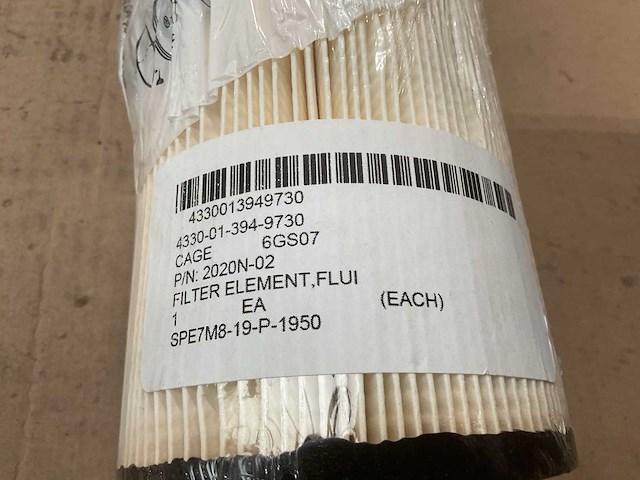 4330013949730
4330-01-394-9730
CAGE 6GS07
P/N: 2020N-02
FILTER ELEMENT,FLUI
1 EA (EACH)
SPE7M8-19-P-1950